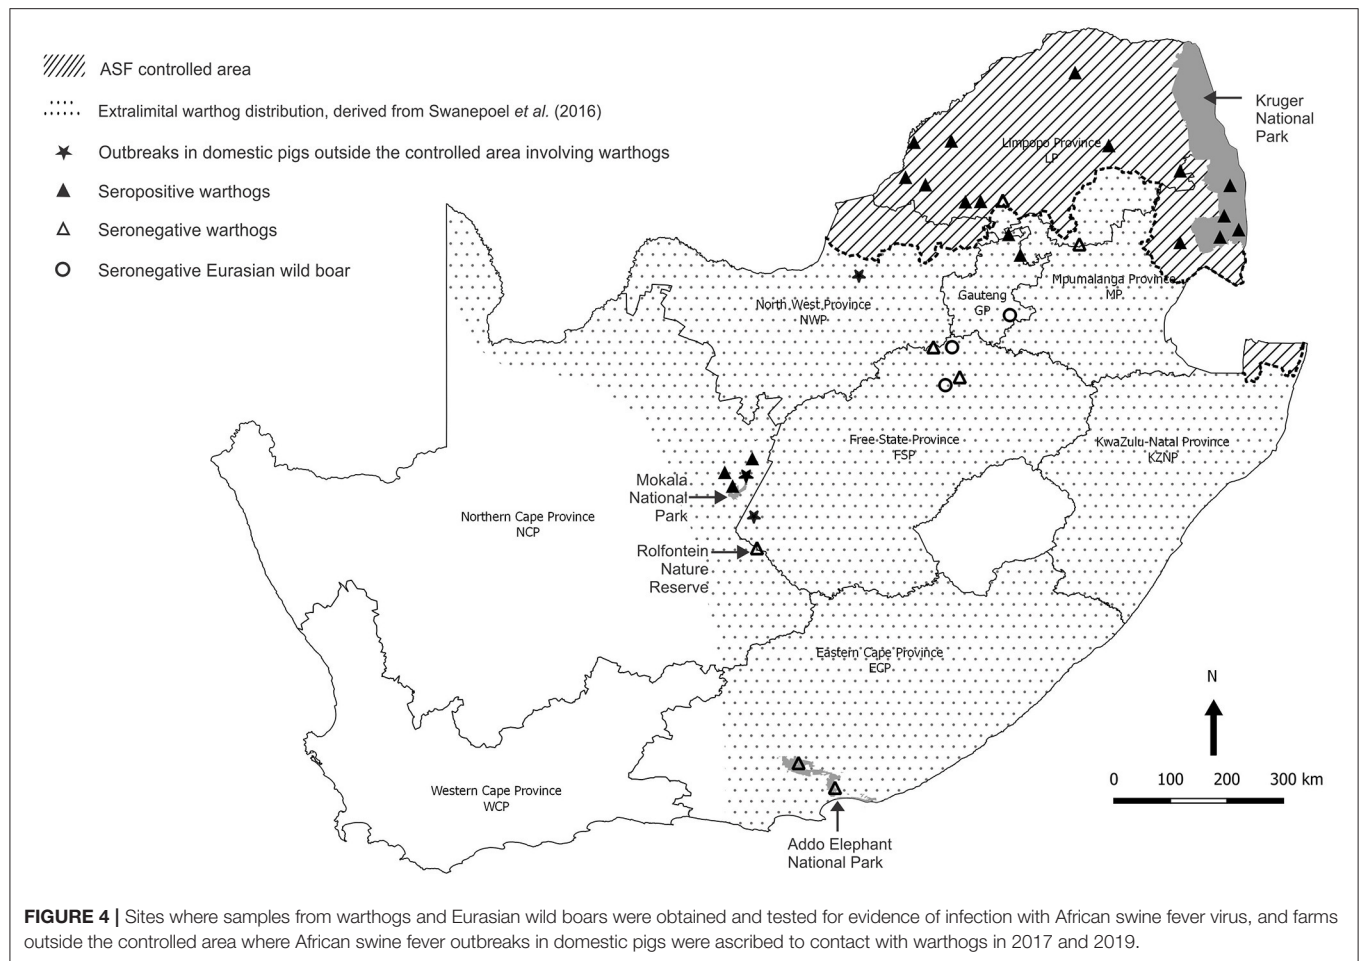 ASF controlled area
Extralimital warthog distribution, derived from Swanepoel et al. (2016)
Outbreaks in domestic pigs outside the controlled area involving warthogs
Seropositive warthogs
Seronegative warthogs
Seronegative Eurasian wild boar
Kruger
National
Park
Limpopo Province
LP
Mpumalanga Province
MP
Gauteng
GP
North West Province
NWP
Free State Province
FSP
KwaZulu-Natal Province
KZNP
Mokala
National
Park
Northern Cape Province
NCP
Rolfontein
Nature
Reserve
Eastern Cape Province
ECP
Western Cape Province
WCP
Addo Elephant
National Park
N
0 100 200 300 km
FIGURE 4 | Sites where samples from warthogs and Eurasian wild boars were obtained and tested for evidence of infection with African swine fever virus, and farms
outside the controlled area where African swine fever outbreaks in domestic pigs were ascribed to contact with warthogs in 2017 and 2019.